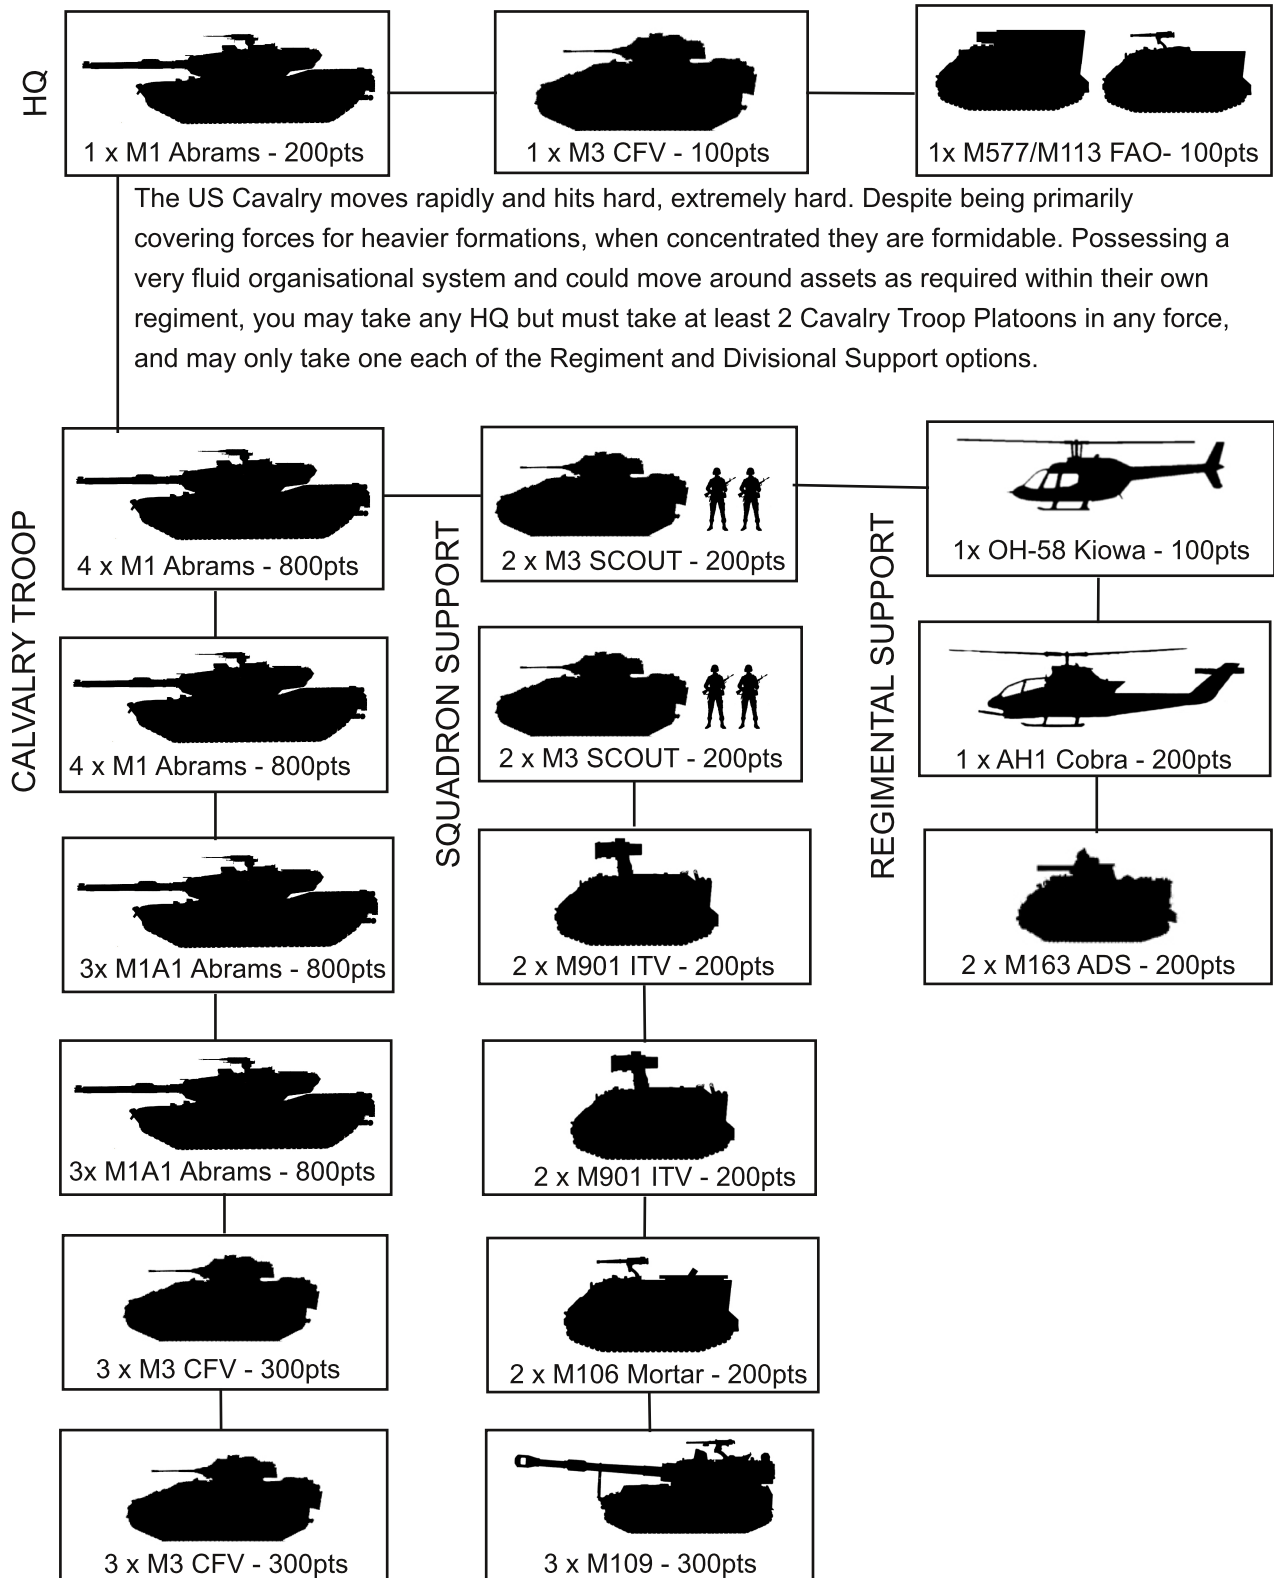 HQ
1 x M1 Abrams - 200pts
1 x M3 CFV - 100pts
1x M577/M113 FAO- 100pts
The US Cavalry moves rapidly and hits hard, extremely hard. Despite being primarily
covering forces for heavier formations, when concentrated they are formidable. Possessing a
very fluid organisational system and could move around assets as required within their own
regiment, you may take any HQ but must take at least 2 Cavalry Troop Platoons in any force,
and may only take one each of the Regiment and Divisional Support options.
CALVALRY TROOP
4 x M1 Abrams - 800pts
4 x M1 Abrams - 800pts
3x M1A1 Abrams - 800pts
3x M1A1 Abrams - 800pts
3 x M3 CFV - 300pts
3 x M3 CFV - 300pts
SQUADRON SUPPORT
2 x M3 SCOUT - 200pts
2 x M3 SCOUT - 200pts
2 x M901 ITV - 200pts
2 x M901 ITV - 200pts
2 x M106 Mortar - 200pts
3 x M109 - 300pts
REGIMENTAL SUPPORT
1x OH-58 Kiowa - 100pts
1 x AH1 Cobra - 200pts
2 x M163 ADS - 200pts